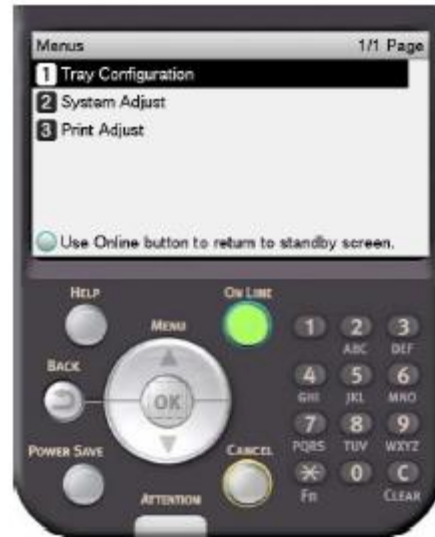 Menus 1/1 Page
1 Tray Configuration
2 System Adjust
3 Print Adjust
Use Online button to return to standby screen.
HELP
ON LINE
MENU
1 2 3
ABC DEF
BACK
OK
4 5 6
GHI JKL MNO
7 8 9
PQRS TUV WXYZ
POWER SAVE
CANCEL
* 0 C
Fn CLEAR
ATTENTION